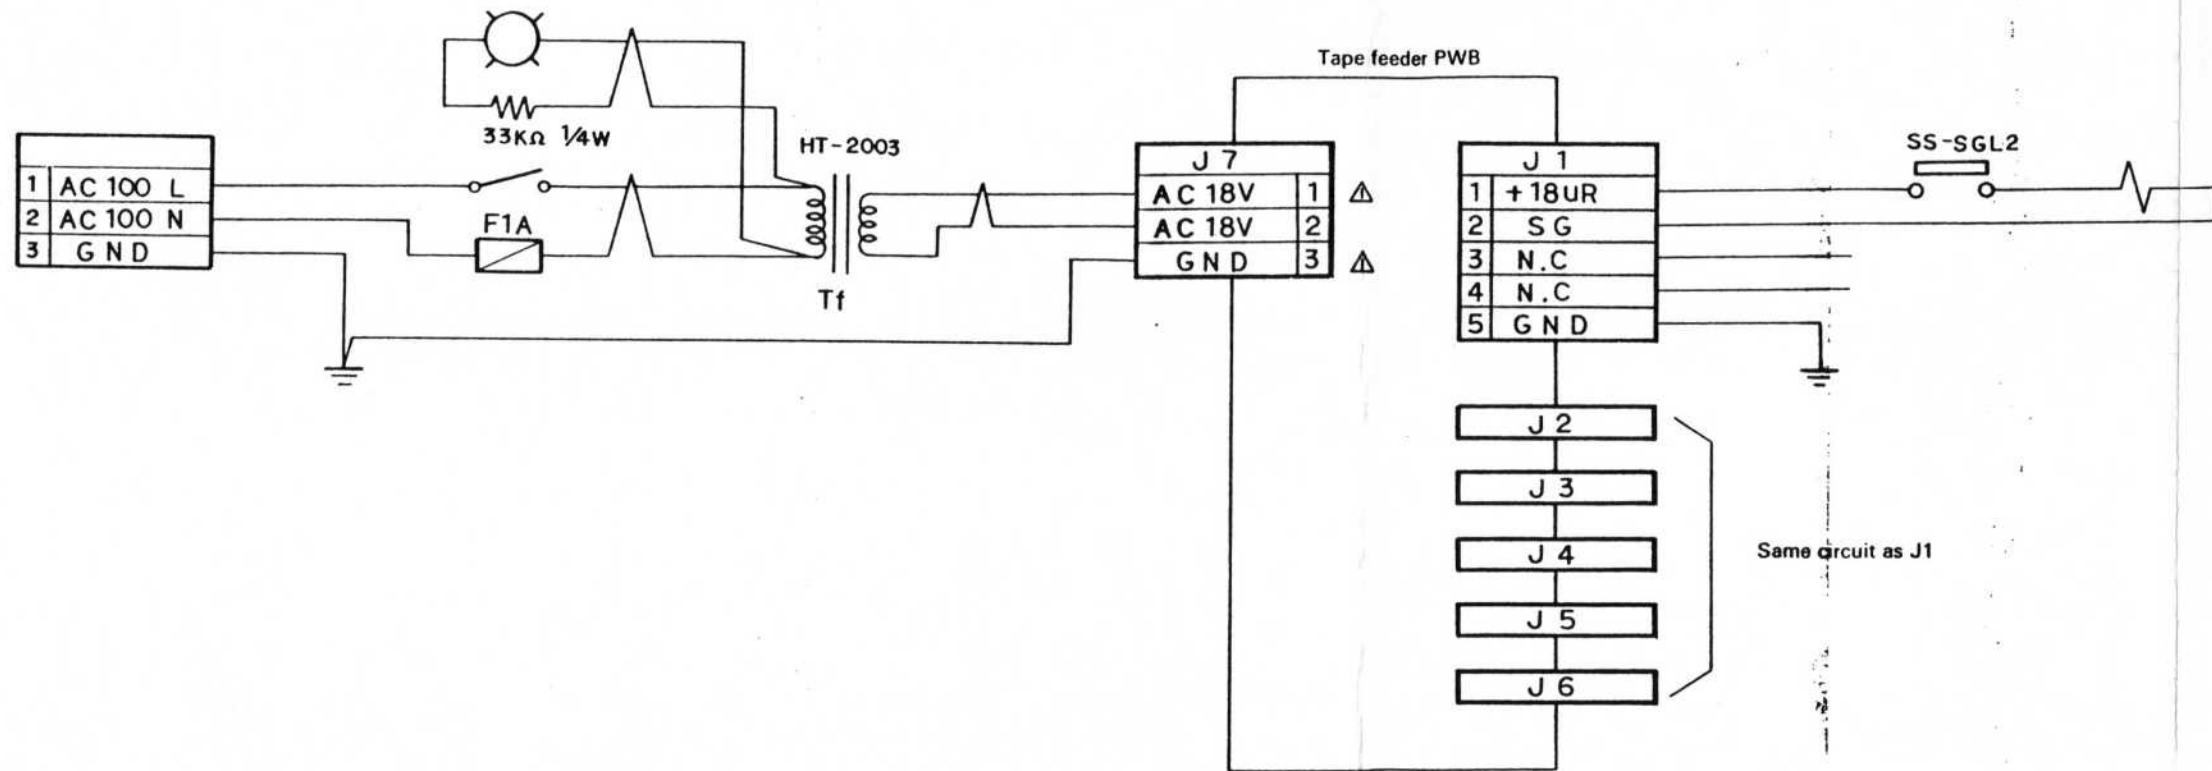 Tape feeder PWB
33KΩ 1/4W
HT-2003
1 AC 100 L
2 AC 100 N
3 GND
F1A
Tf
J 7
AC 18V 1
AC 18V 2
GND 3
J 1
1 +18UR
2 SG
3 N.C
4 N.C
5 GND
SS-SGL2
J 2
J 3
J 4
J 5
J 6
Same circuit as J1